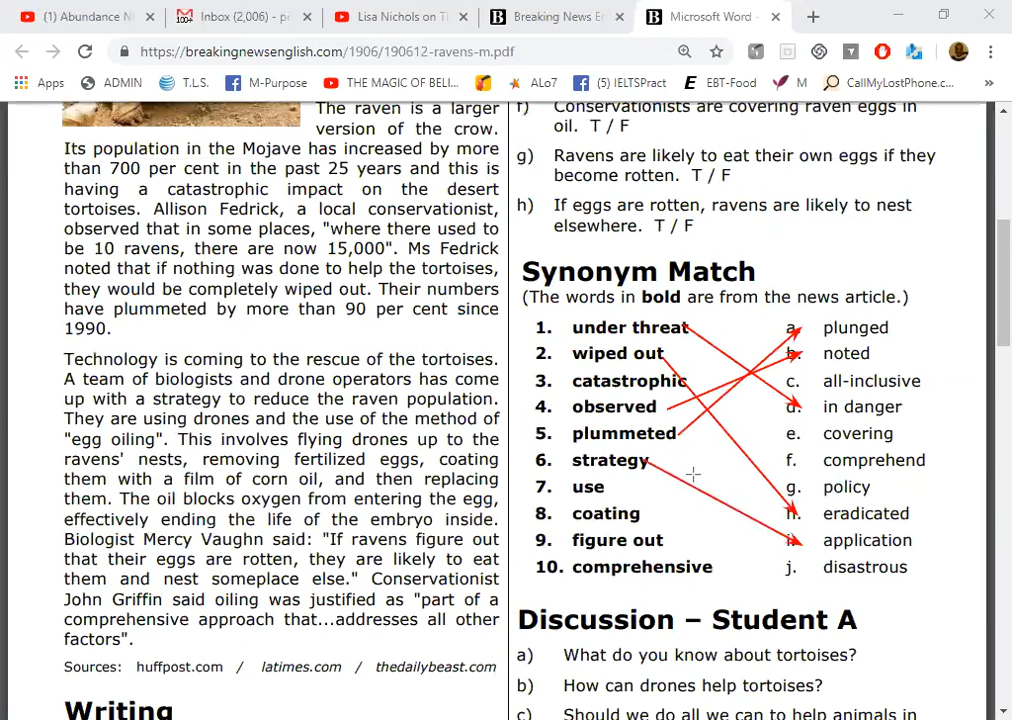 (1) Abundance N
Inbox (2,006) - pr
Lisa Nichols on T
Breaking News E
Microsoft Word -
https://breakingnewsenglish.com/1906/190612-ravens-m.pdf
Apps
ADMIN
T.L.S.
M-Purpose
THE MAGIC OF BELI...
ALo7
(5) IELTSPract
EBT-Food
M
CallMyLostPhone.c...
»
The raven is a larger
version of the crow.
Its population in the Mojave has increased by more
than 700 per cent in the past 25 years and this is
having a catastrophic impact on the desert
tortoises. Allison Fedrick, a local conservationist,
observed that in some places, "where there used to
be 10 ravens, there are now 15,000". Ms Fedrick
noted that if nothing was done to help the tortoises,
they would be completely wiped out. Their numbers
have plummeted by more than 90 per cent since
1990.
Technology is coming to the rescue of the tortoises.
A team of biologists and drone operators has come
up with a strategy to reduce the raven population.
They are using drones and the use of the method of
"egg oiling". This involves flying drones up to the
ravens' nests, removing fertilized eggs, coating
them with a film of corn oil, and then replacing
them. The oil blocks oxygen from entering the egg,
effectively ending the life of the embryo inside.
Biologist Mercy Vaughn said: "If ravens figure out
that their eggs are rotten, they are likely to eat
them and nest someplace else." Conservationist
John Griffin said oiling was justified as "part of a
comprehensive approach that...addresses all other
factors".
Sources: huffpost.com / latimes.com / thedailybeast.com
Writing
f) Conservationists are covering raven eggs in
oil. T / F
g) Ravens are likely to eat their own eggs if they
become rotten. T / F
h) If eggs are rotten, ravens are likely to nest
elsewhere. T / F
Synonym Match
(The words in bold are from the news article.)
1. under threat a. plunged
2. wiped out b. noted
3. catastrophic c. all-inclusive
4. observed d. in danger
5. plummeted e. covering
6. strategy f. comprehend
7. use g. policy
8. coating h. eradicated
9. figure out i. application
10. comprehensive j. disastrous
Discussion – Student A
a) What do you know about tortoises?
b) How can drones help tortoises?
c) Should we do all we can to help animals in